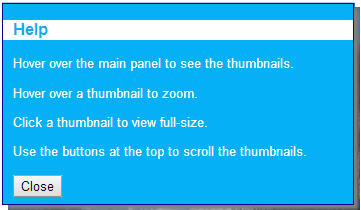 Help
Hover over the main panel to see the thumbnails.
Hover over a thumbnail to zoom.
Click a thumbnail to view full-size.
Use the buttons at the top to scroll the thumbnails.
Close